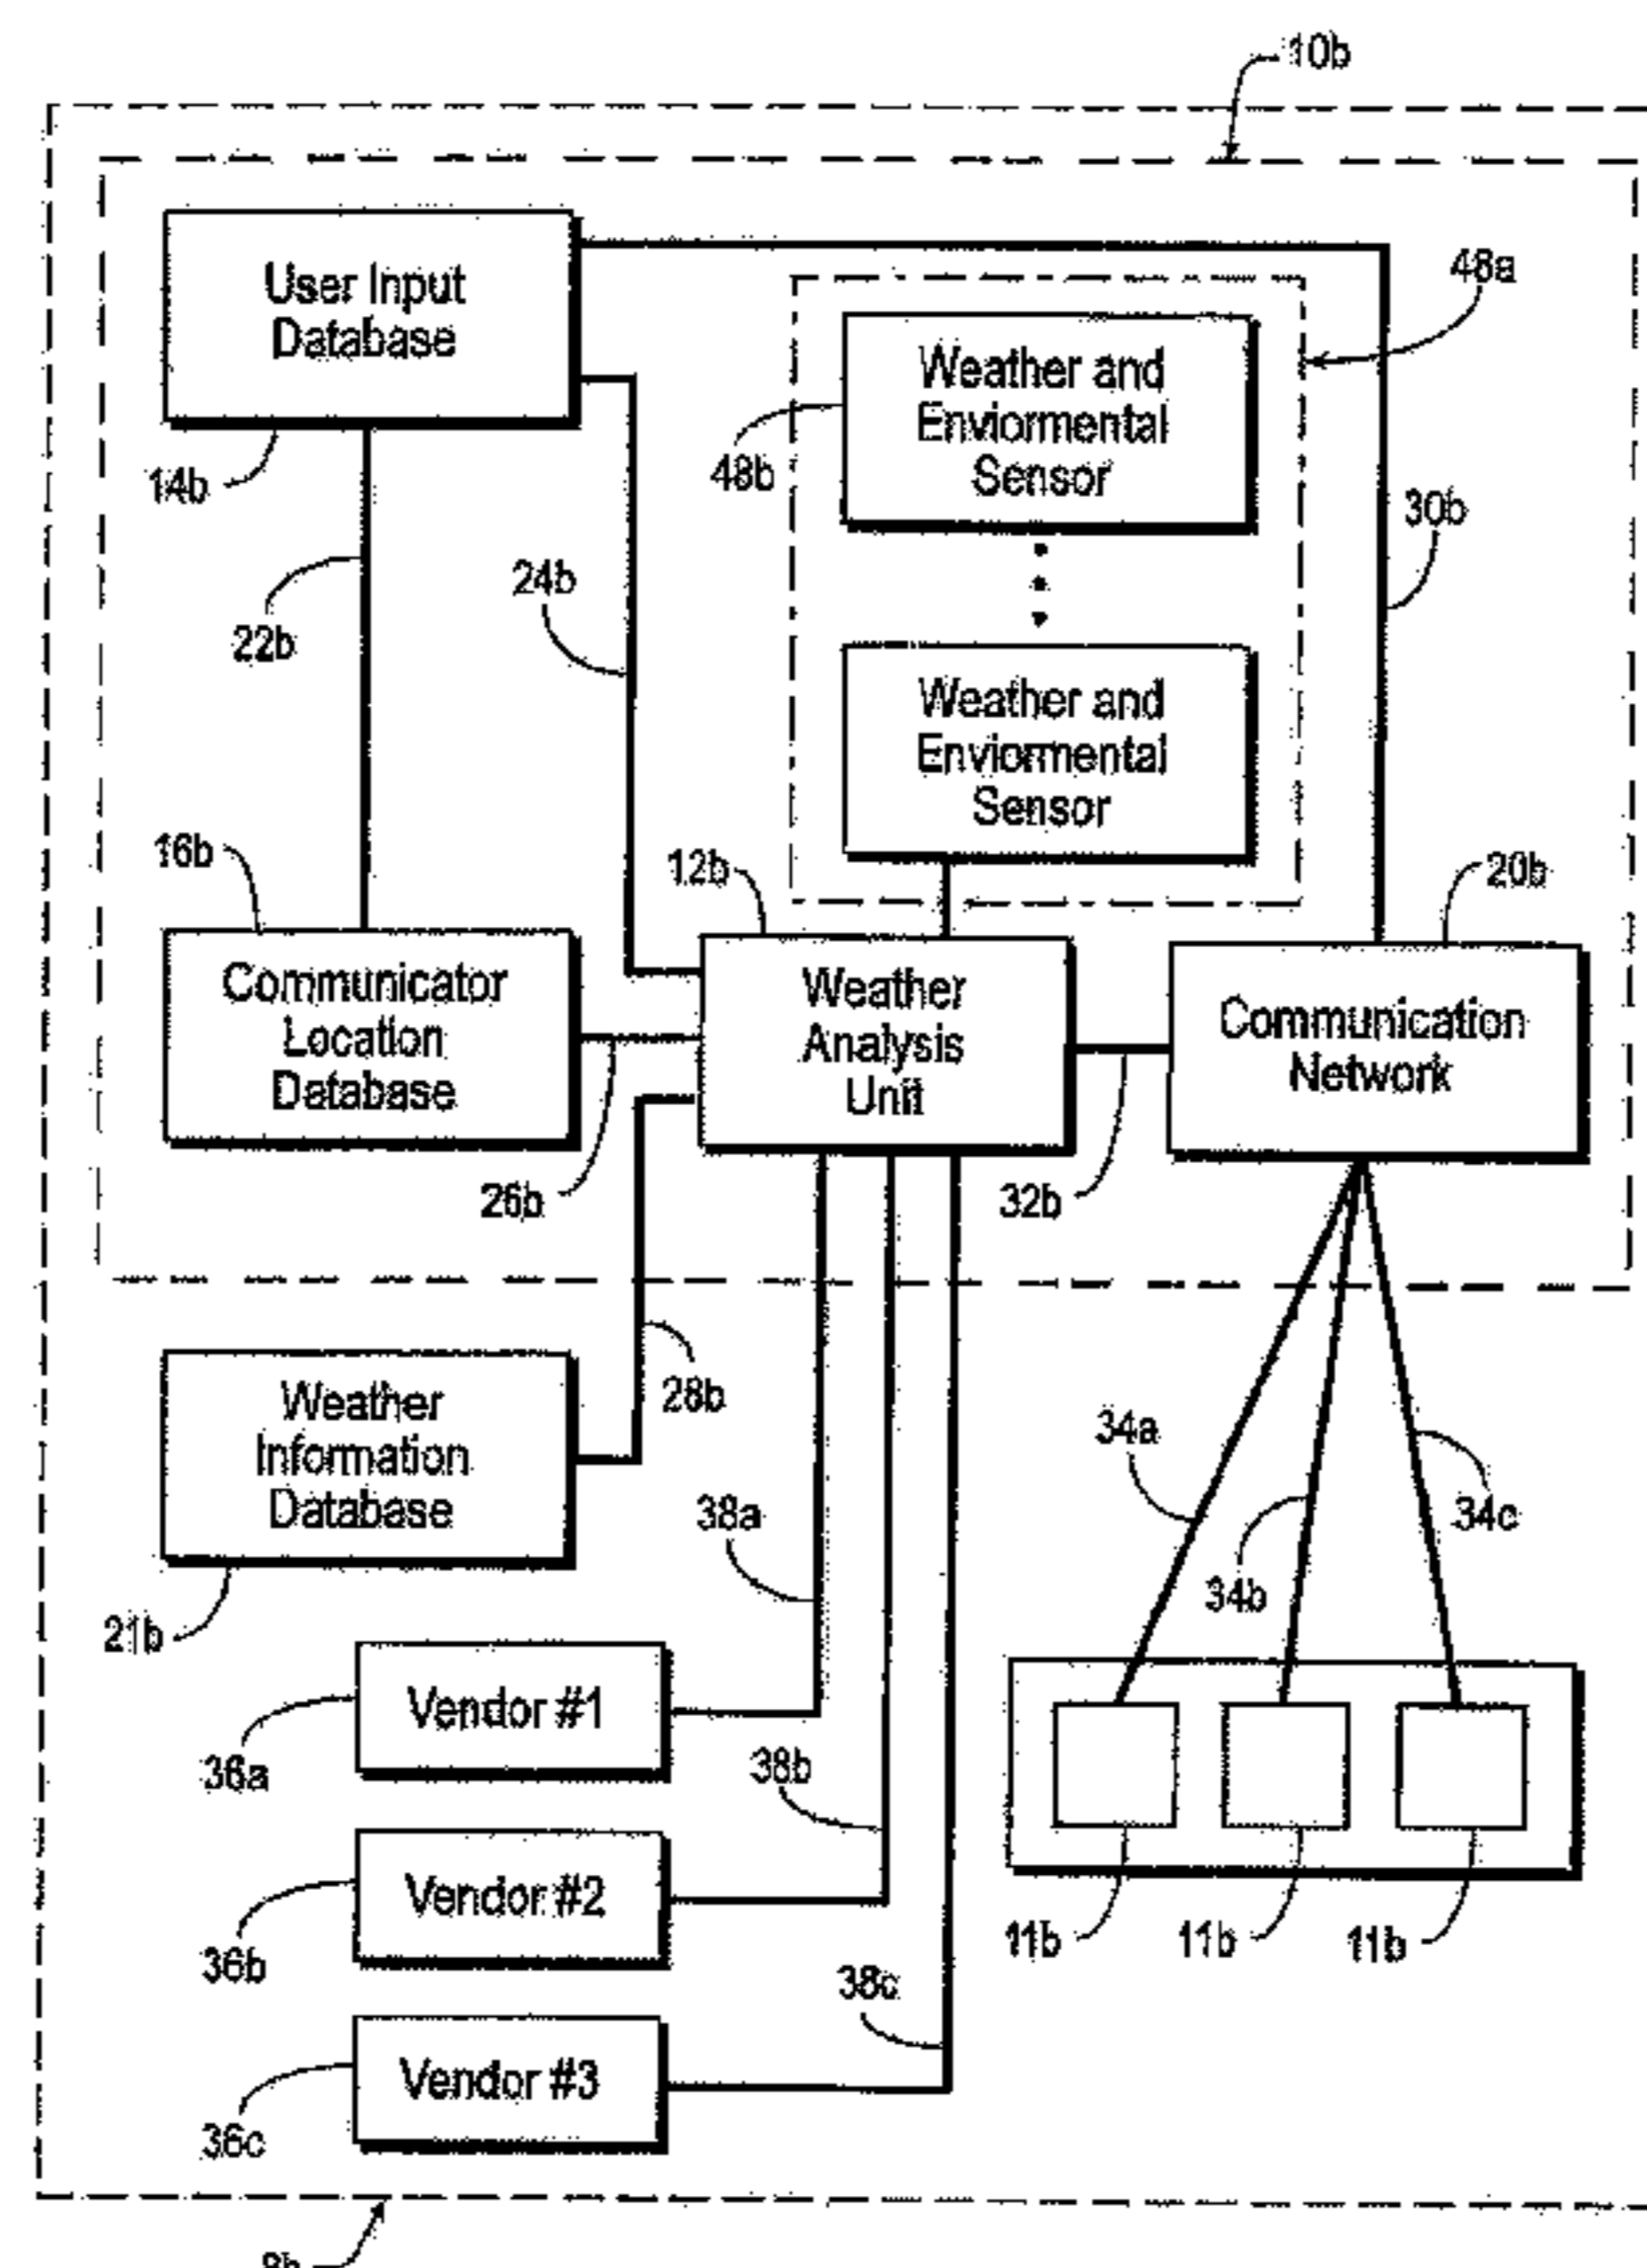 10b
User Input
Database
48a
Weather and
Enviormental
Sensor
48b
14b
30b
24b
22b
Weather and
Enviormental
Sensor
16b
12b
20b
Communicator
Location
Database
Weather
Analysis
Unit
Communication
Network
26b
32b
28b
Weather
Information
Database
34a
34c
38a
34b
21b
Vendor #1
36a
38b
Vendor #2
36b
11b
11b
11b
38c
Vendor #3
36c
8b